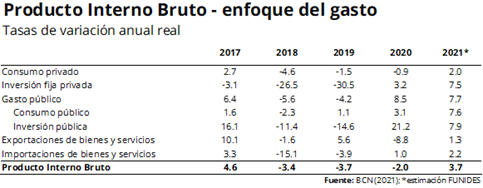 Producto Interno Bruto - enfoque del gasto
Tasas de variación anual real
2017 2018 2019 2020 2021*
Consumo privado 2.7 -4.6 -1.5 -0.9 2.0
Inversión fija privada -3.1 -26.5 -30.5 3.2 7.5
Gasto público 6.4 -5.6 -4.2 8.5 7.7
Consumo público 1.6 -2.3 1.1 3.1 7.6
Inversión pública 16.1 -11.4 -14.6 21.2 7.9
Exportaciones de bienes y servicios 10.1 -1.6 5.6 -8.8 1.3
Importaciones de bienes y servicios 3.3 -15.1 -3.9 1.0 2.2
Producto Interno Bruto 4.6 -3.4 -3.7 -2.0 3.7
Fuente: BCN (2021); *estimación FUNIDES